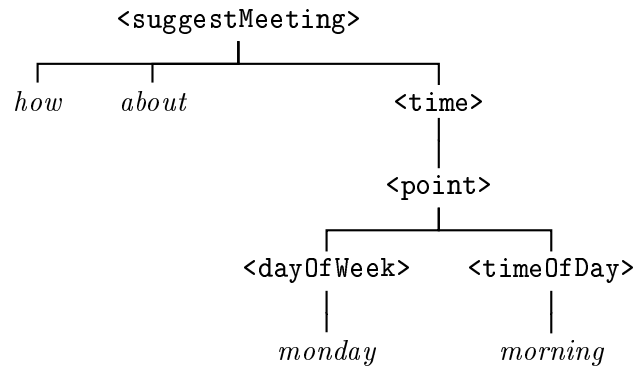 <suggestMeeting>
how about <time>
<point>
<dayOfWeek> <timeOfDay>
monday morning